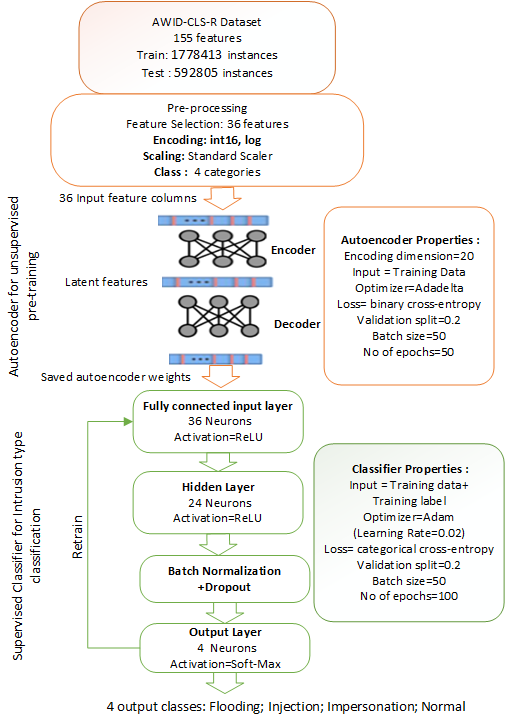 AWID-CLS-R Dataset
155 features
Train: 1778413 instances
Test : 592805 instances
Pre-processing
Feature Selection: 36 features
Encoding: int16, log
Scaling: Standard Scaler
Class : 4 categories
36 Input feature columns
Autoencoder for unsupervised
pre-training
Encoder
Latent features
Decoder
Saved autoencoder weights
Autoencoder Properties :
Encoding dimension=20
Input = Training Data
Optimizer=Adadelta
Loss= binary cross-entropy
Validation split=0.2
Batch size=50
No of epochs=50
Supervised Classifier for Intrusion type
classification
Retrain
Fully connected input layer
36 Neurons
Activation=ReLU
Hidden Layer
24 Neurons
Activation=ReLU
Batch Normalization
+Dropout
Output Layer
4 Neurons
Activation=Soft-Max
Classifier Properties :
Input = Training data+
Training label
Optimizer=Adam
(Learning Rate=0.02)
Loss= categorical cross-entropy
Validation split=0.2
Batch size=50
No of epochs=100
4 output classes: Flooding; Injection; Impersonation; Normal